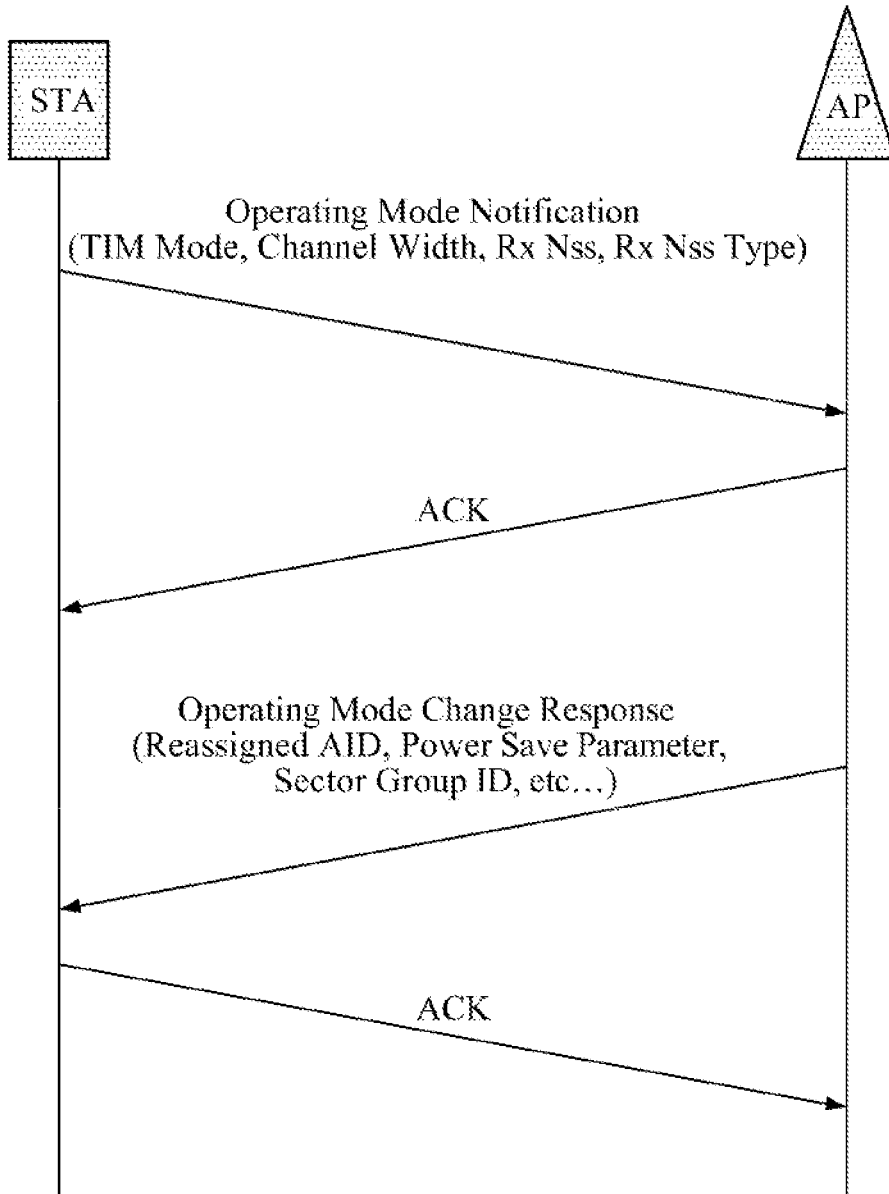 STA
AP
Operating Mode Notification
(TIM Mode, Channel Width, Rx Nss, Rx Nss Type)
ACK
Operating Mode Change Response
(Reassigned AID, Power Save Parameter,
Sector Group ID, etc...)
ACK